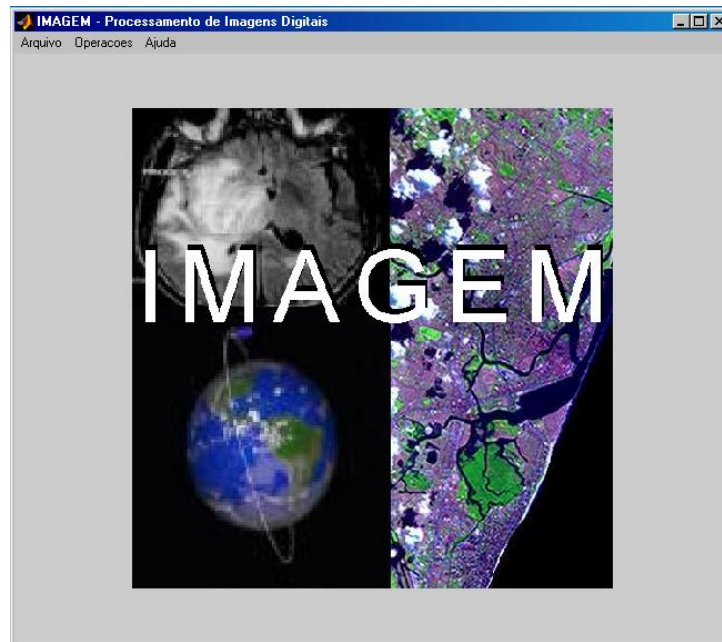 IMAGEM - Processamento de Imagens Digitais
Arquivo Operacoes Ajuda
IMAGEM